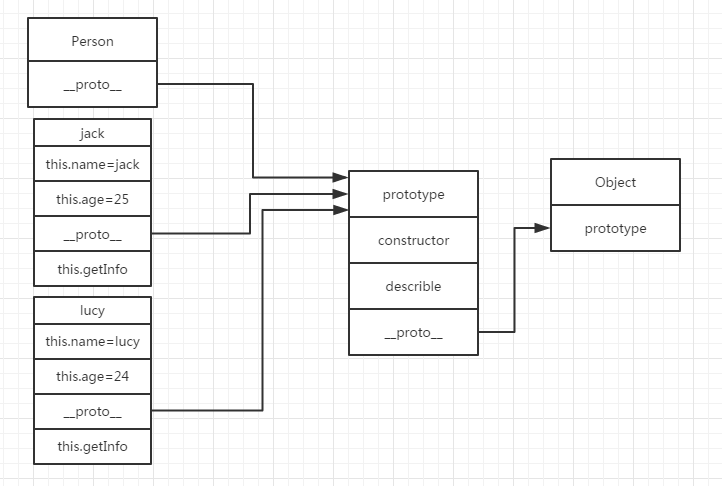 Person
__proto__
jack
this.name=jack
this.age=25
__proto__
this.getInfo
lucy
this.name=lucy
this.age=24
__proto__
this.getInfo
prototype
constructor
describle
__proto__
Object
prototype